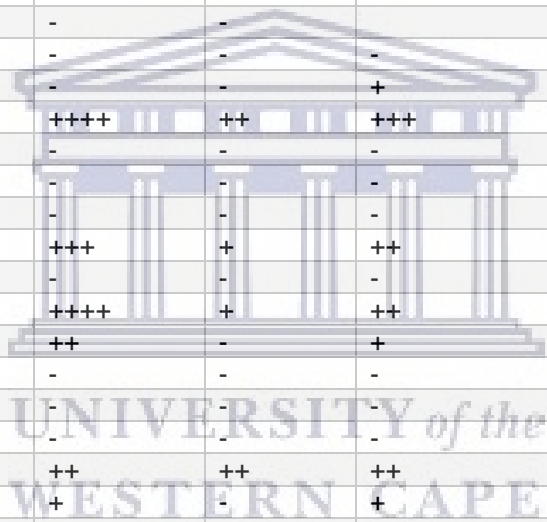 - -
- - -
- - +
++++ ++ +++
- - -
- - -
- - -
+++ + ++
- - -
++++ + ++
++ - +
- - -
- - -
- - -
++ ++ ++
+ - +
UNIVERSITY of the
WESTERN CAPE